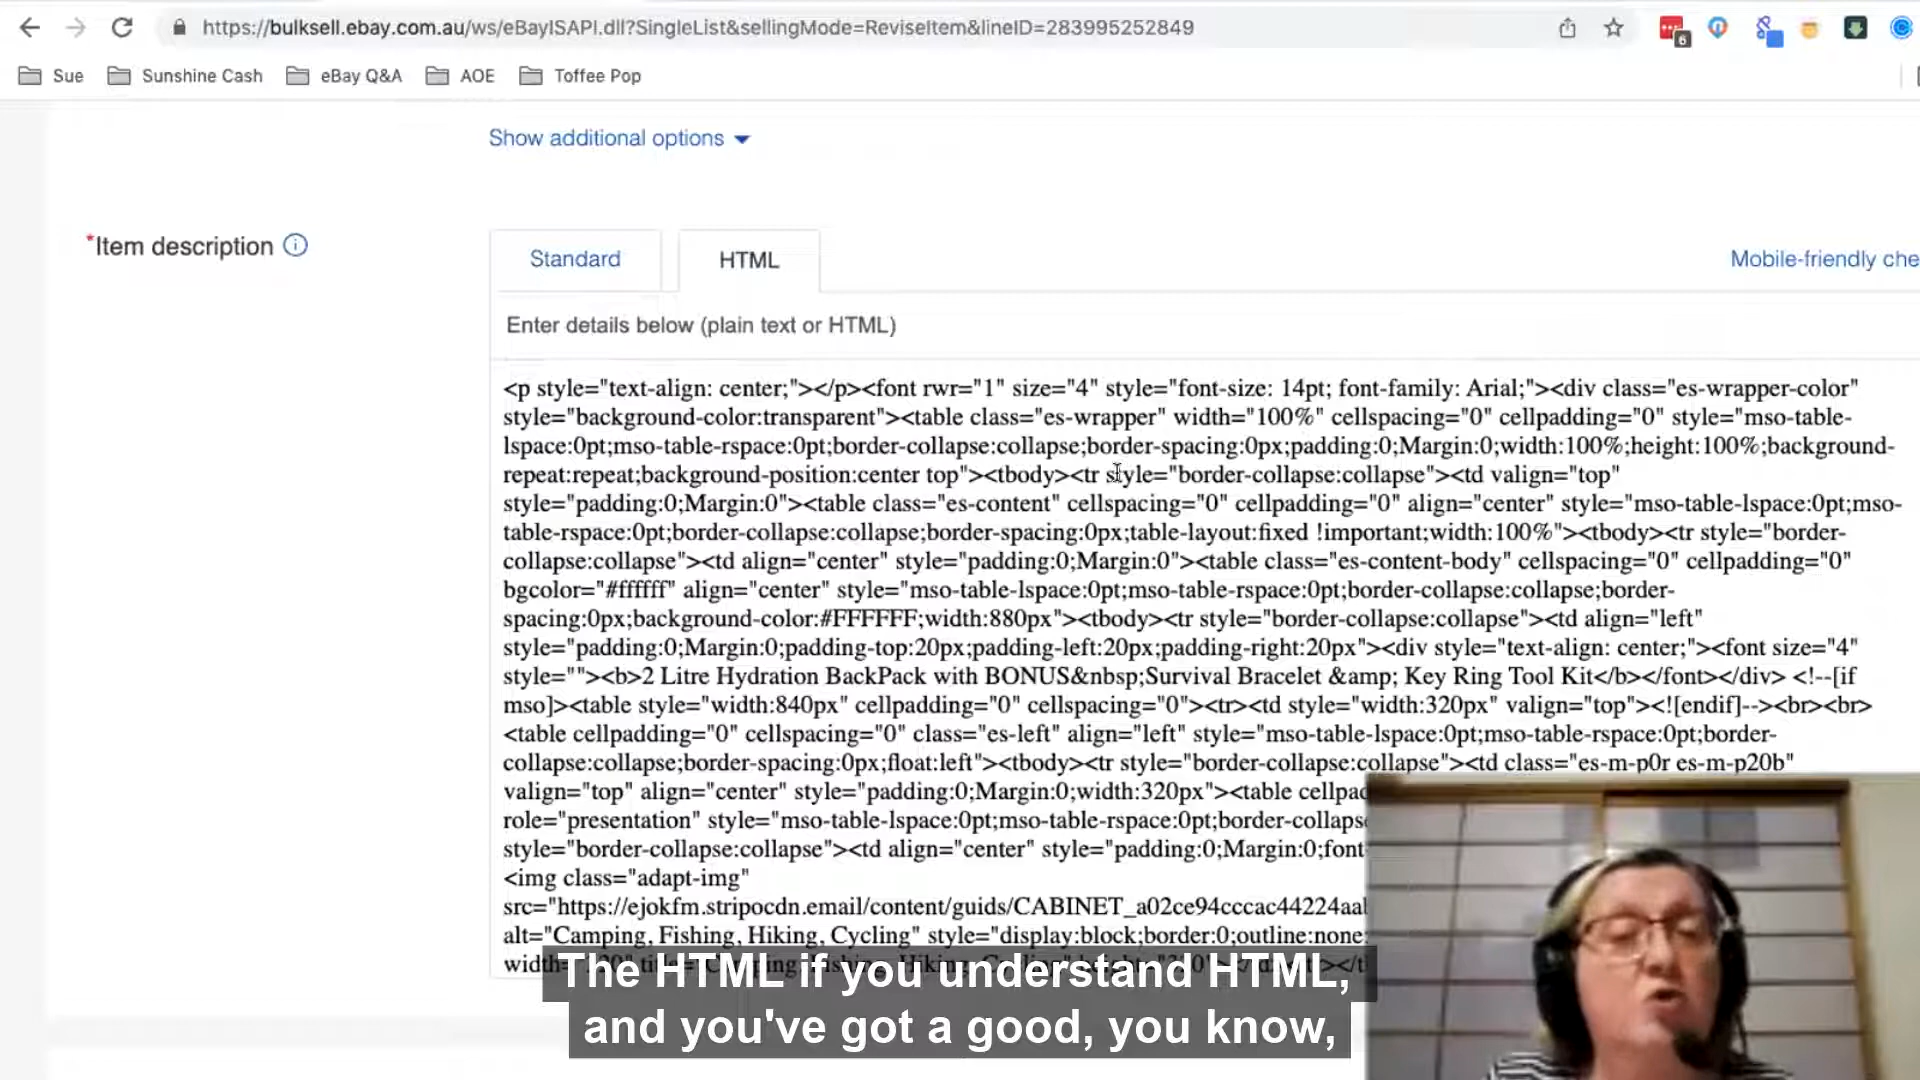 https://bulksell.ebay.com.au/ws/eBayISAPI.dll?SingleList&sellingMode=ReviseItem&lineID=283995252849
6
Sue
Sunshine Cash
eBay Q&A
AOE
Toffee Pop
Show additional options
*Item description
Standard
HTML
Mobile-friendly che
Enter details below (plain text or HTML)
<p style="text-align: center;"></p><font rwr="1" size="4" style="font-size: 14pt; font-family: Arial;"><div class="es-wrapper-color"
style="background-color:transparent"><table class="es-wrapper" width="100%" cellspacing="0" cellpadding="0" style="mso-table-
lspace:0pt;mso-table-rspace:0pt;border-collapse:collapse;border-spacing:0px;padding:0;Margin:0;width:100%;height:100%;background-
repeat:repeat;background-position:center top"><tbody><tr style="border-collapse:collapse"><td valign="top"
style="padding:0;Margin:0"><table class="es-content" cellspacing="0" cellpadding="0" align="center" style="mso-table-lspace:0pt;mso-
table-rspace:0pt;border-collapse:collapse;border-spacing:0px;table-layout:fixed !important;width:100%"><tbody><tr style="border-
collapse:collapse"><td align="center" style="padding:0;Margin:0"><table class="es-content-body" cellspacing="0" cellpadding="0"
bgcolor="#ffffff" align="center" style="mso-table-lspace:0pt;mso-table-rspace:0pt;border-collapse:collapse;border-
spacing:0px;background-color:#FFFFFF;width:880px"><tbody><tr style="border-collapse:collapse"><td align="left"
style="padding:0;Margin:0;padding-top:20px;padding-left:20px;padding-right:20px"><div style="text-align: center;"><font size="4"
style=""><b>2 Litre Hydration BackPack with BONUS&nbsp;Survival Bracelet &amp; Key Ring Tool Kit</b></font></div> <!--[if
mso]><table style="width:840px" cellpadding="0" cellspacing="0"><tr><td style="width:320px" valign="top"><![endif]--><br><br>
<table cellpadding="0" cellspacing="0" class="es-left" align="left" style="mso-table-lspace:0pt;mso-table-rspace:0pt;border-
collapse:collapse;border-spacing:0px;float:left"><tbody><tr style="border-collapse:collapse"><td class="es-m-p0r es-m-p20b"
valign="top" align="center" style="padding:0;Margin:0;width:320px"><table cellpad
role="presentation" style="mso-table-lspace:0pt;mso-table-rspace:0pt;border-collapse
style="border-collapse:collapse"><td align="center" style="padding:0;Margin:0;font-
<img class="adapt-img"
src="https://ejokfm.stripocdn.email/content/guids/CABINET_a02ce94cccac44224aa
alt="Camping, Fishing, Hiking, Cycling" style="display:block;border:0;outline:none;
The HTML if you understand HTML,
and you've got a good, you know,